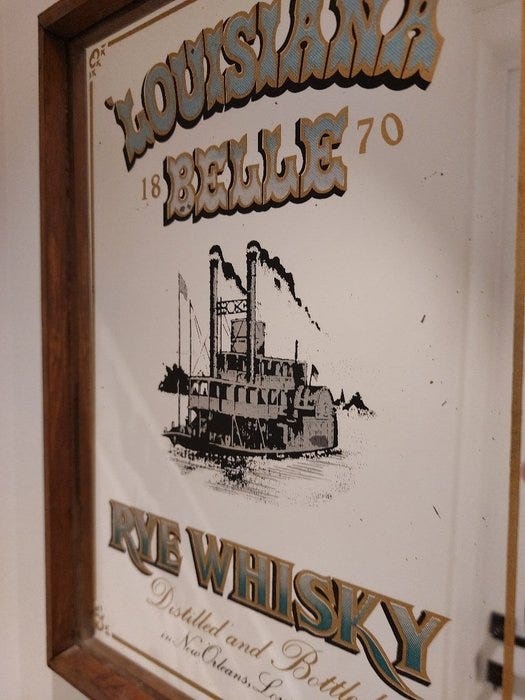 'LOUISIANA
18 BELLE 70
RYE WHISKY
Distilled and Bottled
in New Orleans,